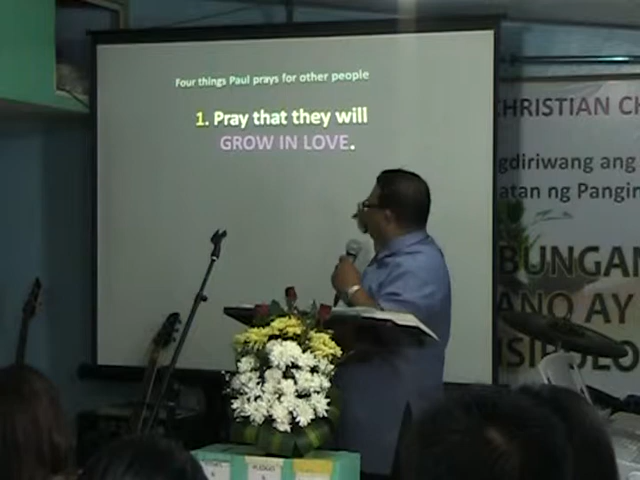 Four things Paul prays for other people
1. Pray that they will
GROW IN LOVE.
CHRISTIAN CH
gdiriwang ang
atan ng Pangin
BUNGAN
ANO AY